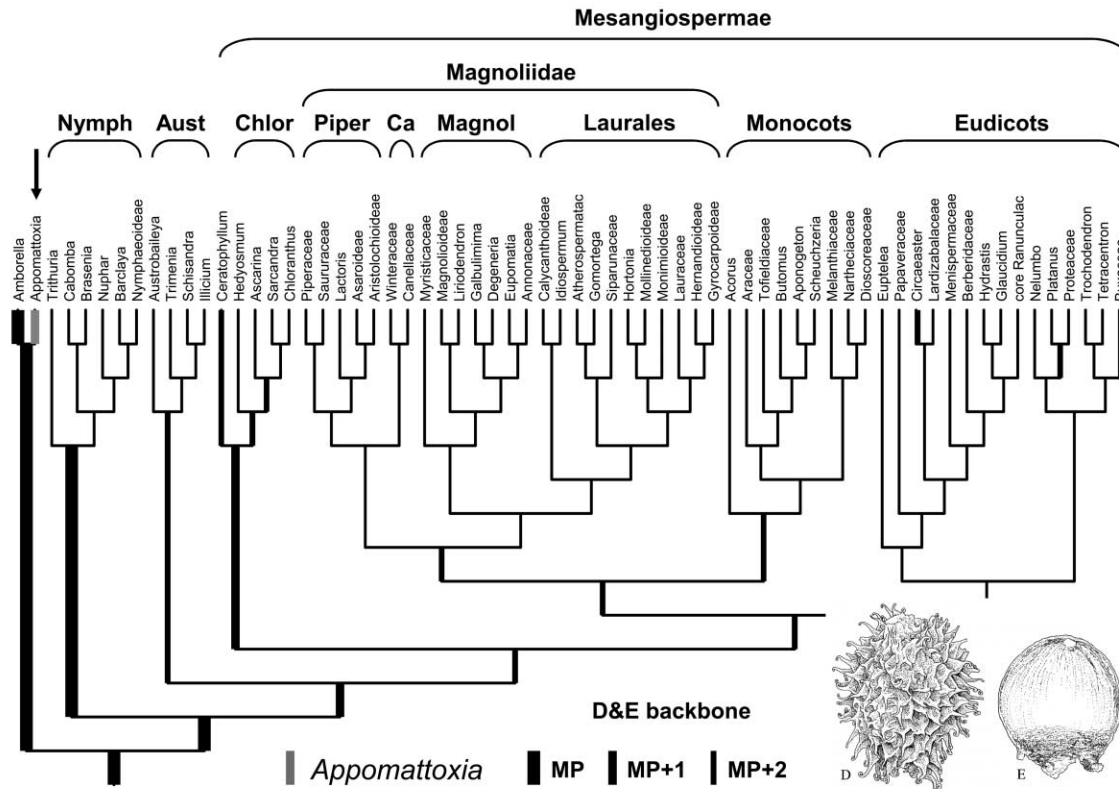 Mesangiospermae
Magnoliidae
Nymph Aust Chlor Piper Ca Magnol Laurales Monocots Eudicots
Amborella
Appomattoxia
Trithuria
Cabomba
Brasenia
Nuphar
Barclaya
Nymphaeoideae
Austrobaileya
Trimenia
Schisandra
Illicium
Ceratophyllum
Hedyosmum
Ascarina
Sarcandra
Chloranthus
Piperaceae
Saururaceae
Lactoris
Asaroideae
Aristolochioideae
Winteraceae
Canellaceae
Myristicaceae
Magnolioideae
Liriodendron
Galbulimima
Degeneria
Eupomatia
Annonaceae
Calycanthoideae
Idiospermum
Atherospermatac
Gomortega
Siparunaceae
Hortonia
Mollinedioideae
Monimioideae
Lauraceae
Hernandioideae
Gyrocarpoideae
Acorus
Araceae
Tofieldiaceae
Butomus
Aponogeton
Scheuchzeria
Melanthiaceae
Nartheciaceae
Dioscoreaceae
Euptelea
Papaveraceae
Circaeaster
Lardizabalaceae
Menispermaceae
Berberidaceae
Hydrastis
Glaucidium
core Ranunculac
Nelumbo
Platanus
Proteaceae
Trochodendron
Tetracentron
D&E backbone
Appomattoxia MP MP+1 MP+2
D E